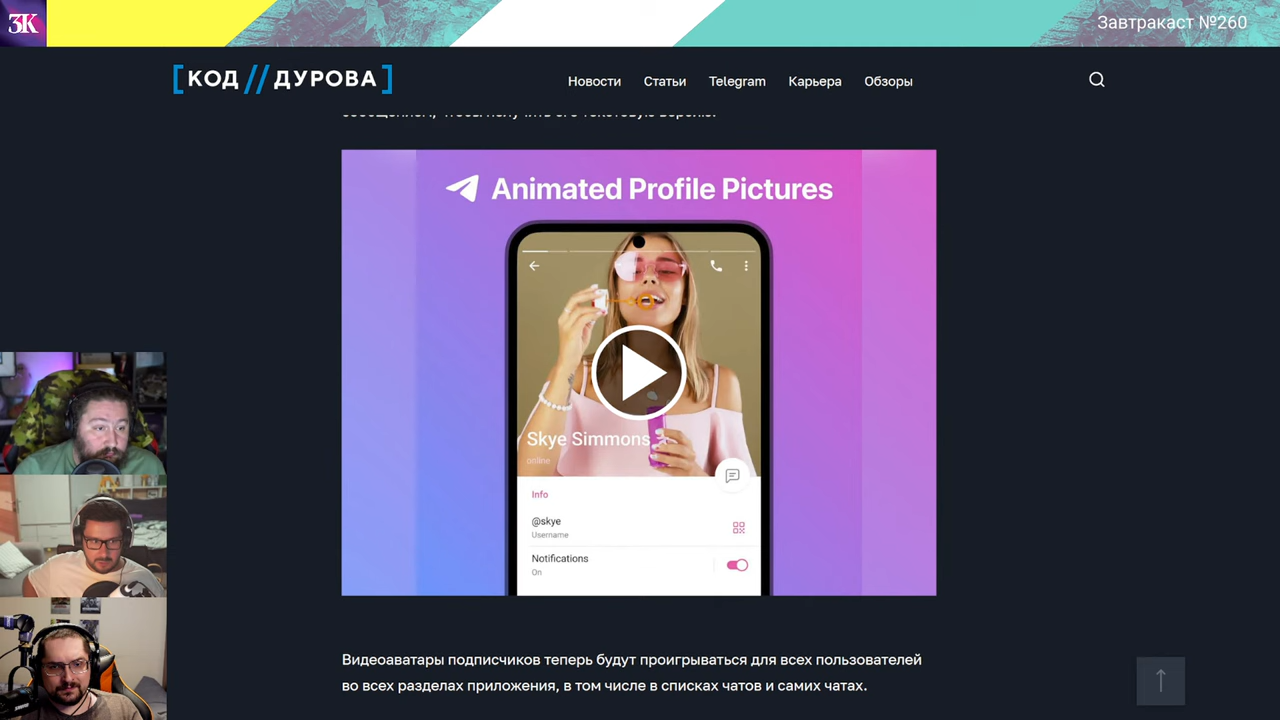 ЗК
Завтракаст №260
[КОД//ДУРОВА]
Новости
Статьи
Telegram
Карьера
Обзоры
Animated Profile Pictures
Skye Simmons
online
Info
@skye
Username
Notifications
On
Видеоаватары подписчиков теперь будут проигрываться для всех пользователей
во всех разделах приложения, в том числе в списках чатов и самих чатах.